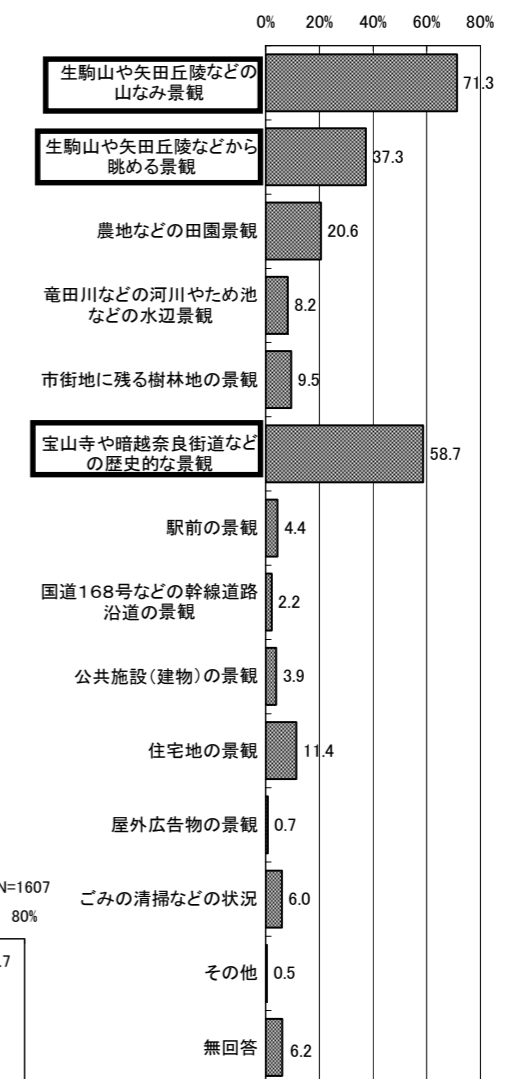 0% 20% 40% 60% 80%
生駒山や矢田丘陵などの
山なみ景観
71.3
生駒山や矢田丘陵などから
眺める景観
37.3
農地などの田園景観
20.6
竜田川などの河川やため池
などの水辺景観
8.2
市街地に残る樹林地の景観
9.5
宝山寺や暗越奈良街道など
の歴史的な景観
58.7
駅前の景観
4.4
国道168号などの幹線道路
沿道の景観
2.2
公共施設(建物)の景観
3.9
住宅地の景観
11.4
屋外広告物の景観
0.7
N=1607
80%
ごみの清掃などの状況
6.0
.7
その他
0.5
無回答
6.2